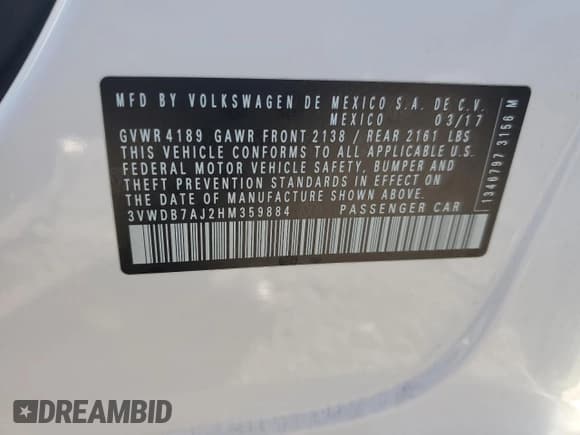 MFD BY VOLKSWAGEN DE MEXICO S.A. DE C.V.
MEXICO 03/17
GVWR 4189 GAWR FRONT 2138 / REAR 2161 LBS
THIS VEHICLE CONFORMS TO ALL APPLICABLE U.S.
FEDERAL MOTOR VEHICLE SAFETY, BUMPER AND
THEFT PREVENTION STANDARDS IN EFFECT ON
THE DATE OF MANUFACTURE SHOWN ABOVE.
3VWDB7AJ2HM359884 PASSENGER CAR
1346797 3156 M
DREAMBID